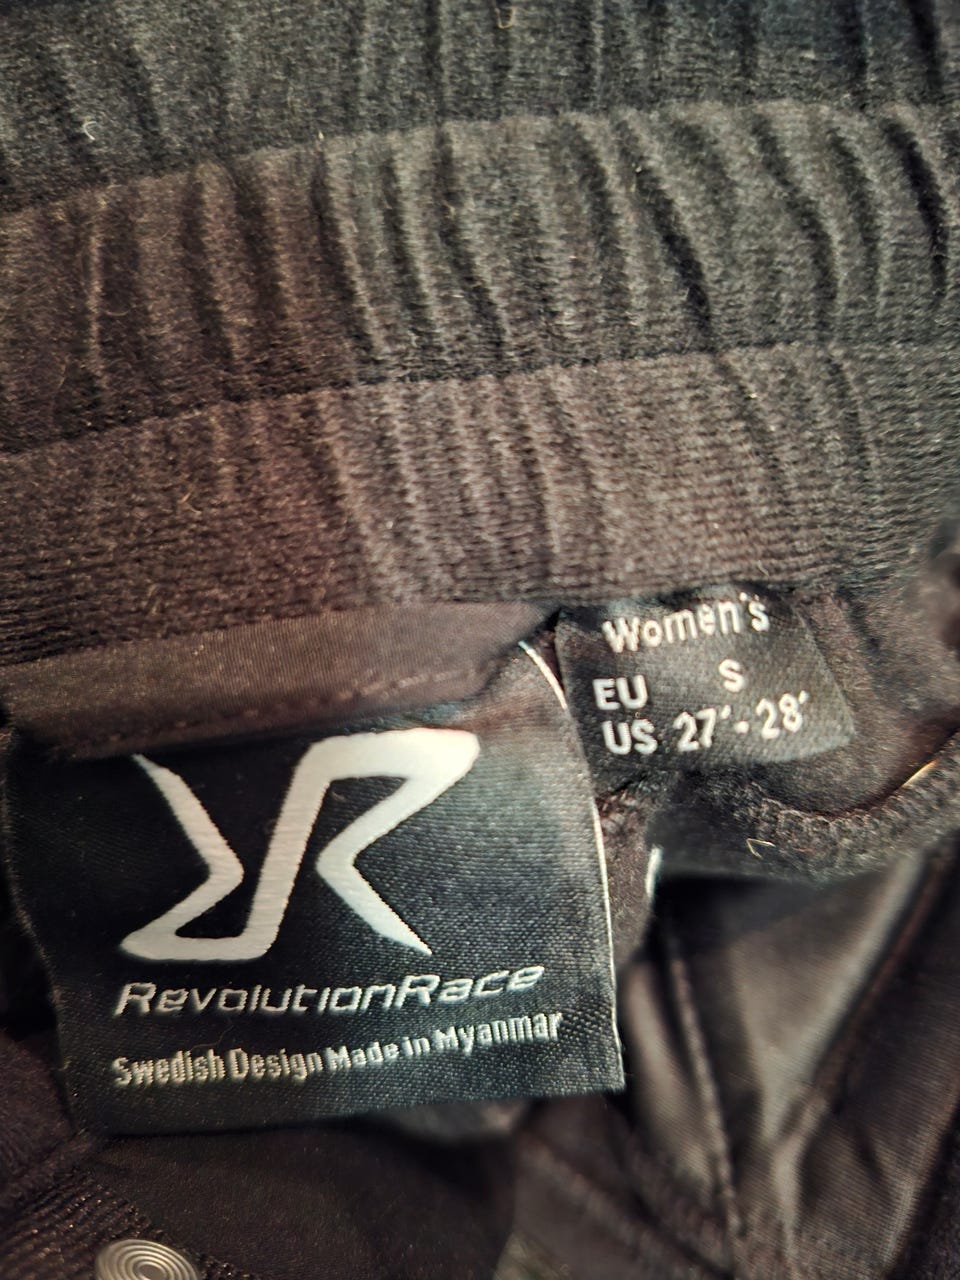 Women's
EU S
US 27´-28´
RevolutionRace
Swedish Design Made in Myanmar